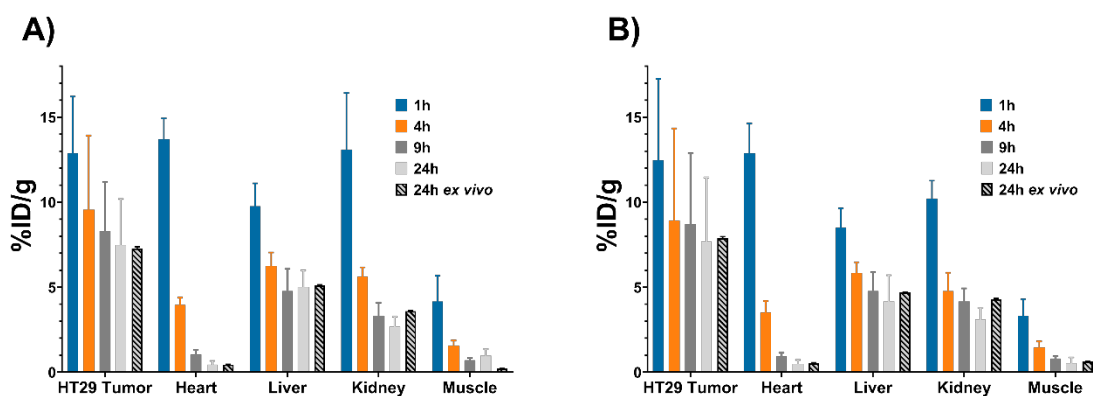 A)
%ID/g
15
10
5
0
1h
4h
9h
24h
24h ex vivo
HT29 Tumor Heart Liver Kidney Muscle
B)
%ID/g
15
10
5
0
1h
4h
9h
24h
24h ex vivo
HT29 Tumor Heart Liver Kidney Muscle